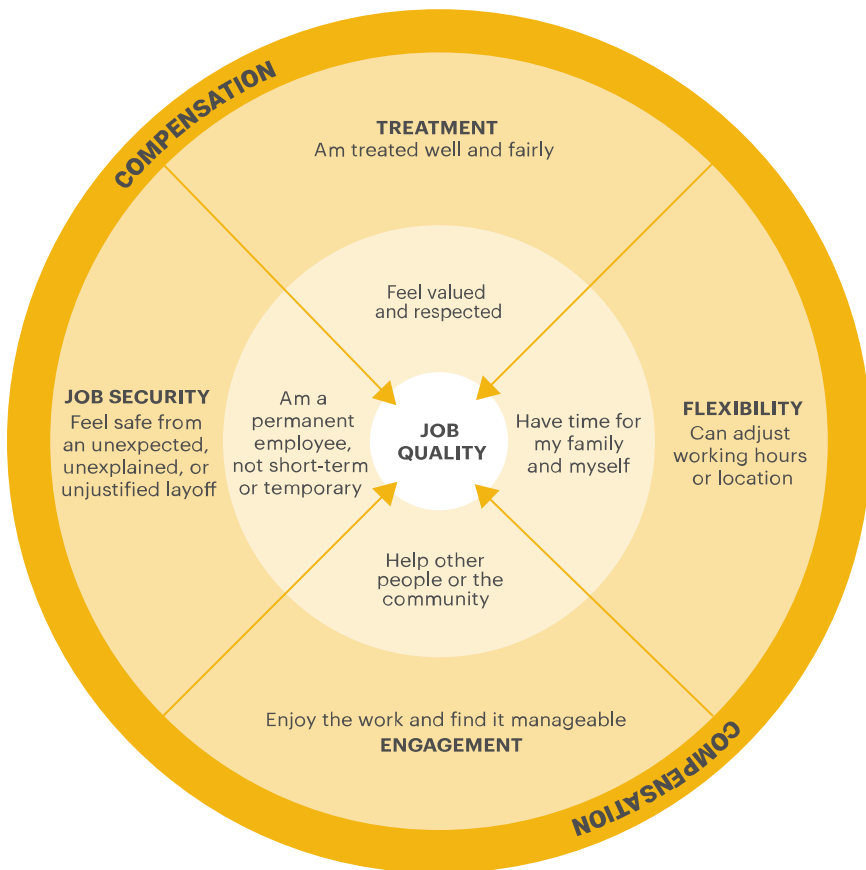 COMPENSATION
TREATMENT
Am treated well and fairly
Feel valued
and respected
JOB SECURITY
Feel safe from
an unexpected,
unexplained, or
unjustified layoff
Am a
permanent
employee,
not short-term
or temporary
JOB
QUALITY
Have time for
my family
and myself
FLEXIBILITY
Can adjust
working hours
or location
Help other
people or the
community
Enjoy the work and find it manageable
ENGAGEMENT
COMPENSATION